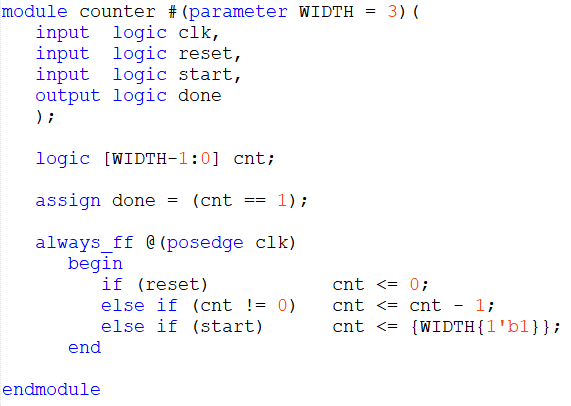 module counter #(parameter WIDTH = 3)(
   input  logic clk,
   input  logic reset,
   input  logic start,
   output logic done
   );

   logic [WIDTH-1:0] cnt;

   assign done = (cnt == 1);

   always_ff @(posedge clk)
      begin
         if (reset)           cnt <= 0;
         else if (cnt != 0)   cnt <= cnt - 1;
         else if (start)      cnt <= {WIDTH{1'b1}};
      end

endmodule